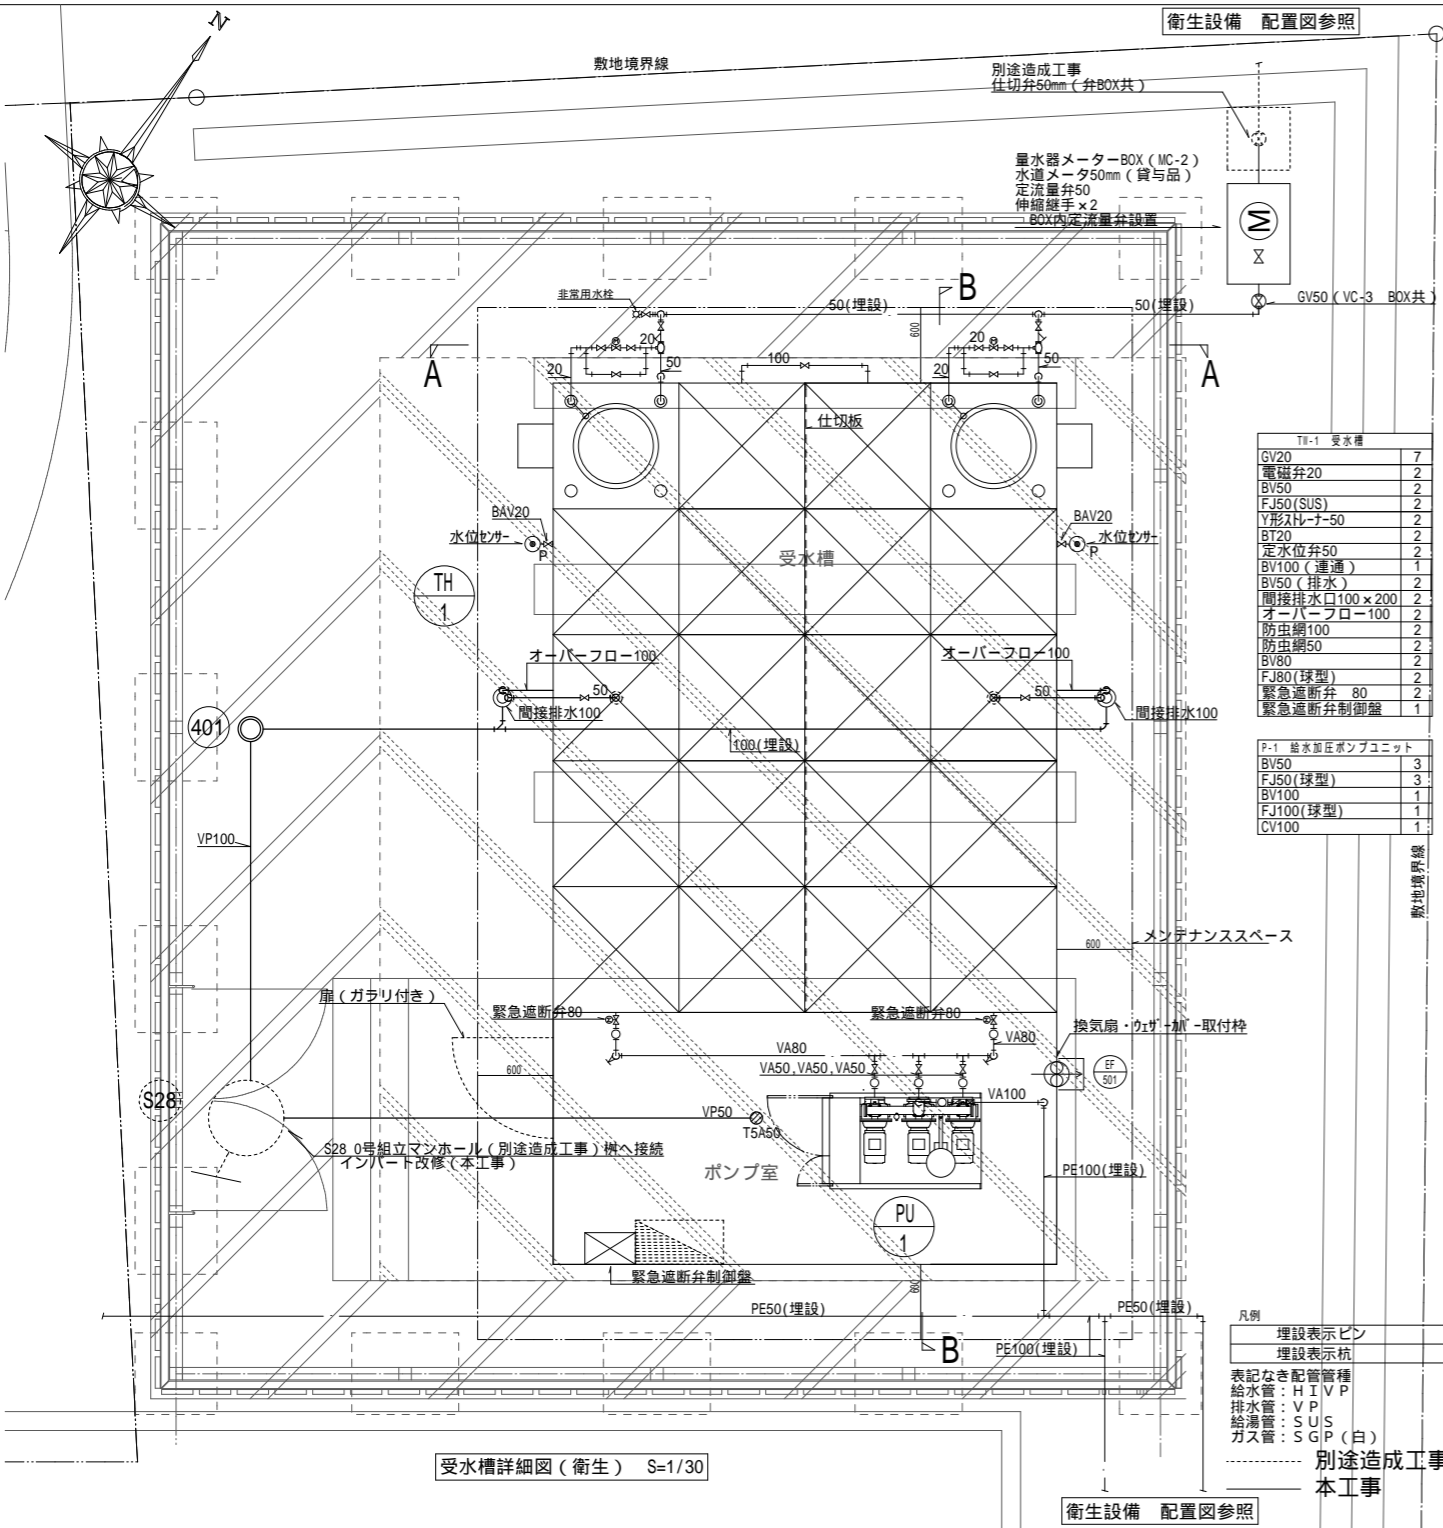 衛生設備　配置図参照
N
敷地境界線
別途造成工事
仕切弁50mm（弁BOX共）
量水器メーターBOX（MC-2）
水道メータ50mm（貸与品）
定流量弁50
伸縮継手×2
BOX内定流量弁設置
M
GV50（VC-3　BOX共）
非常用水栓
50(埋設)
B
50(埋設)
600
20
50
20
100
20
50
20
A
A
仕切板
BAV20
水位センサー
P
BAV20
水位センサー
P
受水槽
TH
1
オーバーフロー100
50
間接排水100
オーバーフロー100
50
間接排水100
401
100(埋設)
VP100
TW-1　受水槽
GV20　7
電磁弁20　2
BV50　2
FJ50(SUS)　2
Y形ストレーナー50　2
BT20　2
定水位弁50　2
BV100（連通）　1
BV50（排水）　2
間接排水口100×200　2
オーバーフロー100　2
防虫網100　2
防虫網50　2
BV80　2
FJ80(球型)　2
緊急遮断弁　80　2
緊急遮断弁制御盤　1
P-1　給水加圧ポンプユニット
BV50　3
FJ50(球型)　3
BV100　1
FJ100(球型)　1
CV100　1
敷地境界線
メンテナンススペース
600
扉（ガラリ付き）
緊急遮断弁80
緊急遮断弁80
換気扇・ウェザーカバー取付枠
VA80
VA80
600
VA50,VA50,VA50
EF
501
VA100
S28
VP50
T5A50
S28 0号組立マンホール（別途造成工事）桝へ接続
インバート改修（本工事）
ポンプ室
PE100(埋設)
PU
1
緊急遮断弁制御盤
600
PE50(埋設)
PE50(埋設)
B
PE100(埋設)
凡例
埋設表示ピン
埋設表示杭
表記なき配管管種
給水管：ＨＩＶＰ
排水管：ＶＰ
給湯管：ＳＵＳ
ガス管：ＳＧＰ（白）
別途造成工事
本工事
受水槽詳細図（衛生）　S=1/30
衛生設備　配置図参照